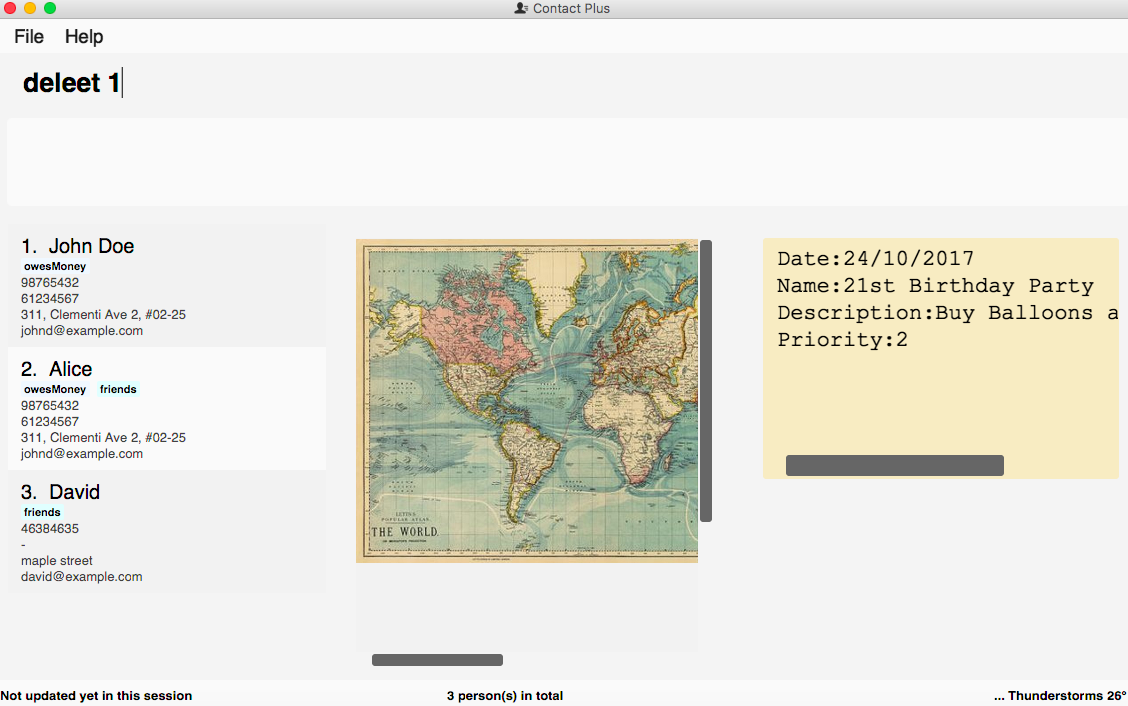 Contact Plus
File Help
deleet 1
1. John Doe
owesMoney
98765432
61234567
311, Clementi Ave 2, #02-25
johnd@example.com
2. Alice
owesMoney friends
98765432
61234567
311, Clementi Ave 2, #02-25
johnd@example.com
3. David
friends
46384635
-
maple street
david@example.com
THE WORLD.
Date:24/10/2017
Name:21st Birthday Party
Description:Buy Balloons a
Priority:2
Not updated yet in this session
3 person(s) in total
... Thunderstorms 26°